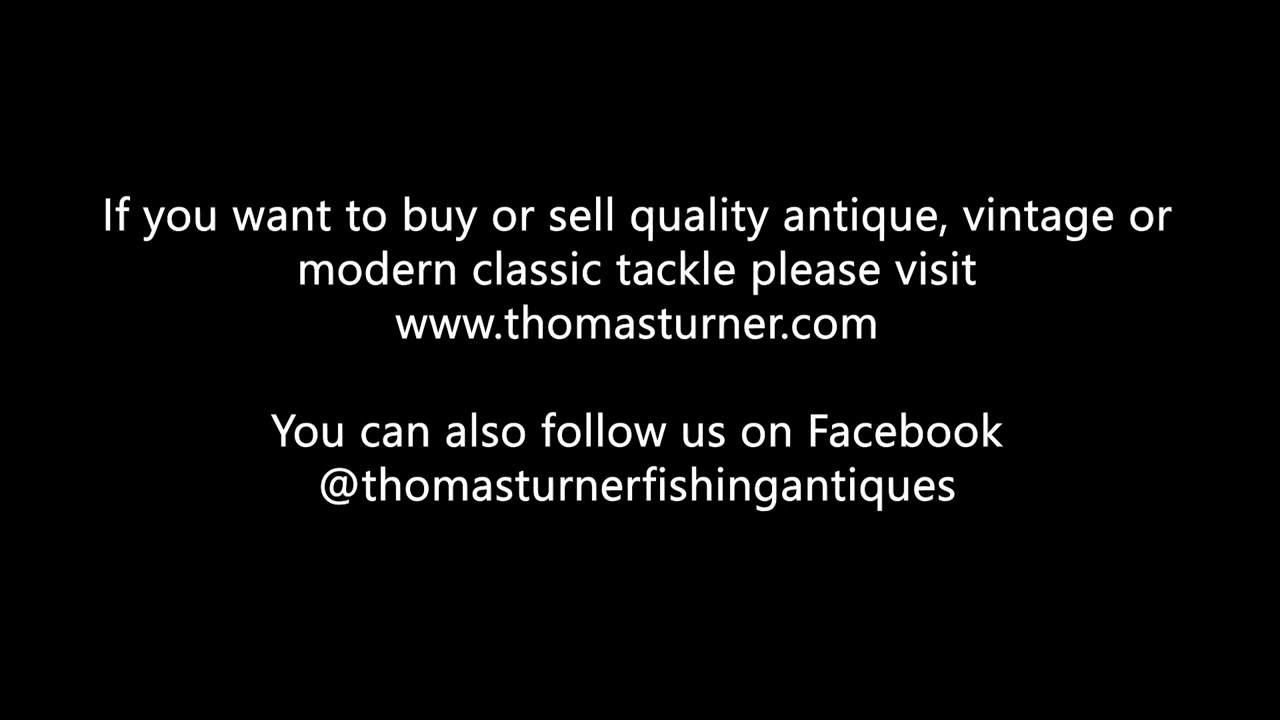 If you want to buy or sell quality antique, vintage or
modern classic tackle please visit
www.thomasturner.com
You can also follow us on Facebook
@thomasturnerfishingantiques